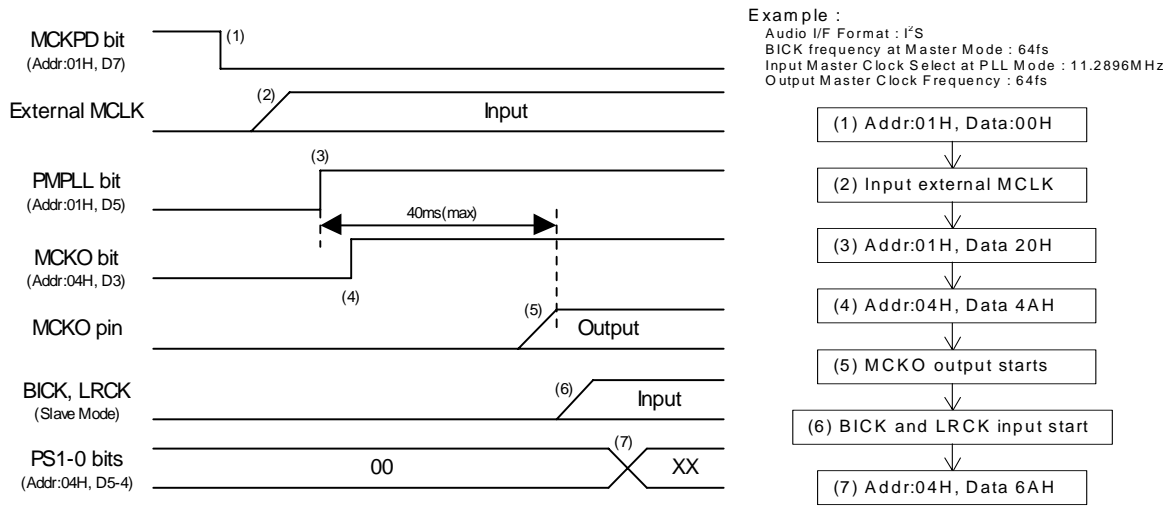 MCKPD bit
(Addr:01H, D7)
(1)
External MCLK
(2)
Input
(3)
PMPLL bit
(Addr:01H, D5)
40ms(max)
MCKO bit
(Addr:04H, D3)
(4)
MCKO pin
(5)
Output
BICK, LRCK
(Slave Mode)
(6)
Input
PS1-0 bits
(Addr:04H, D5-4)
00
(7)
XX
Example :
Audio I/F Format : I²S
BICK frequency at Master Mode : 64fs
Input Master Clock Select at PLL Mode : 11.2896MHz
Output Master Clock Frequency : 64fs
(1) Addr:01H, Data:00H
(2) Input external MCLK
(3) Addr:01H, Data 20H
(4) Addr:04H, Data 4AH
(5) MCKO output starts
(6) BICK and LRCK input start
(7) Addr:04H, Data 6AH